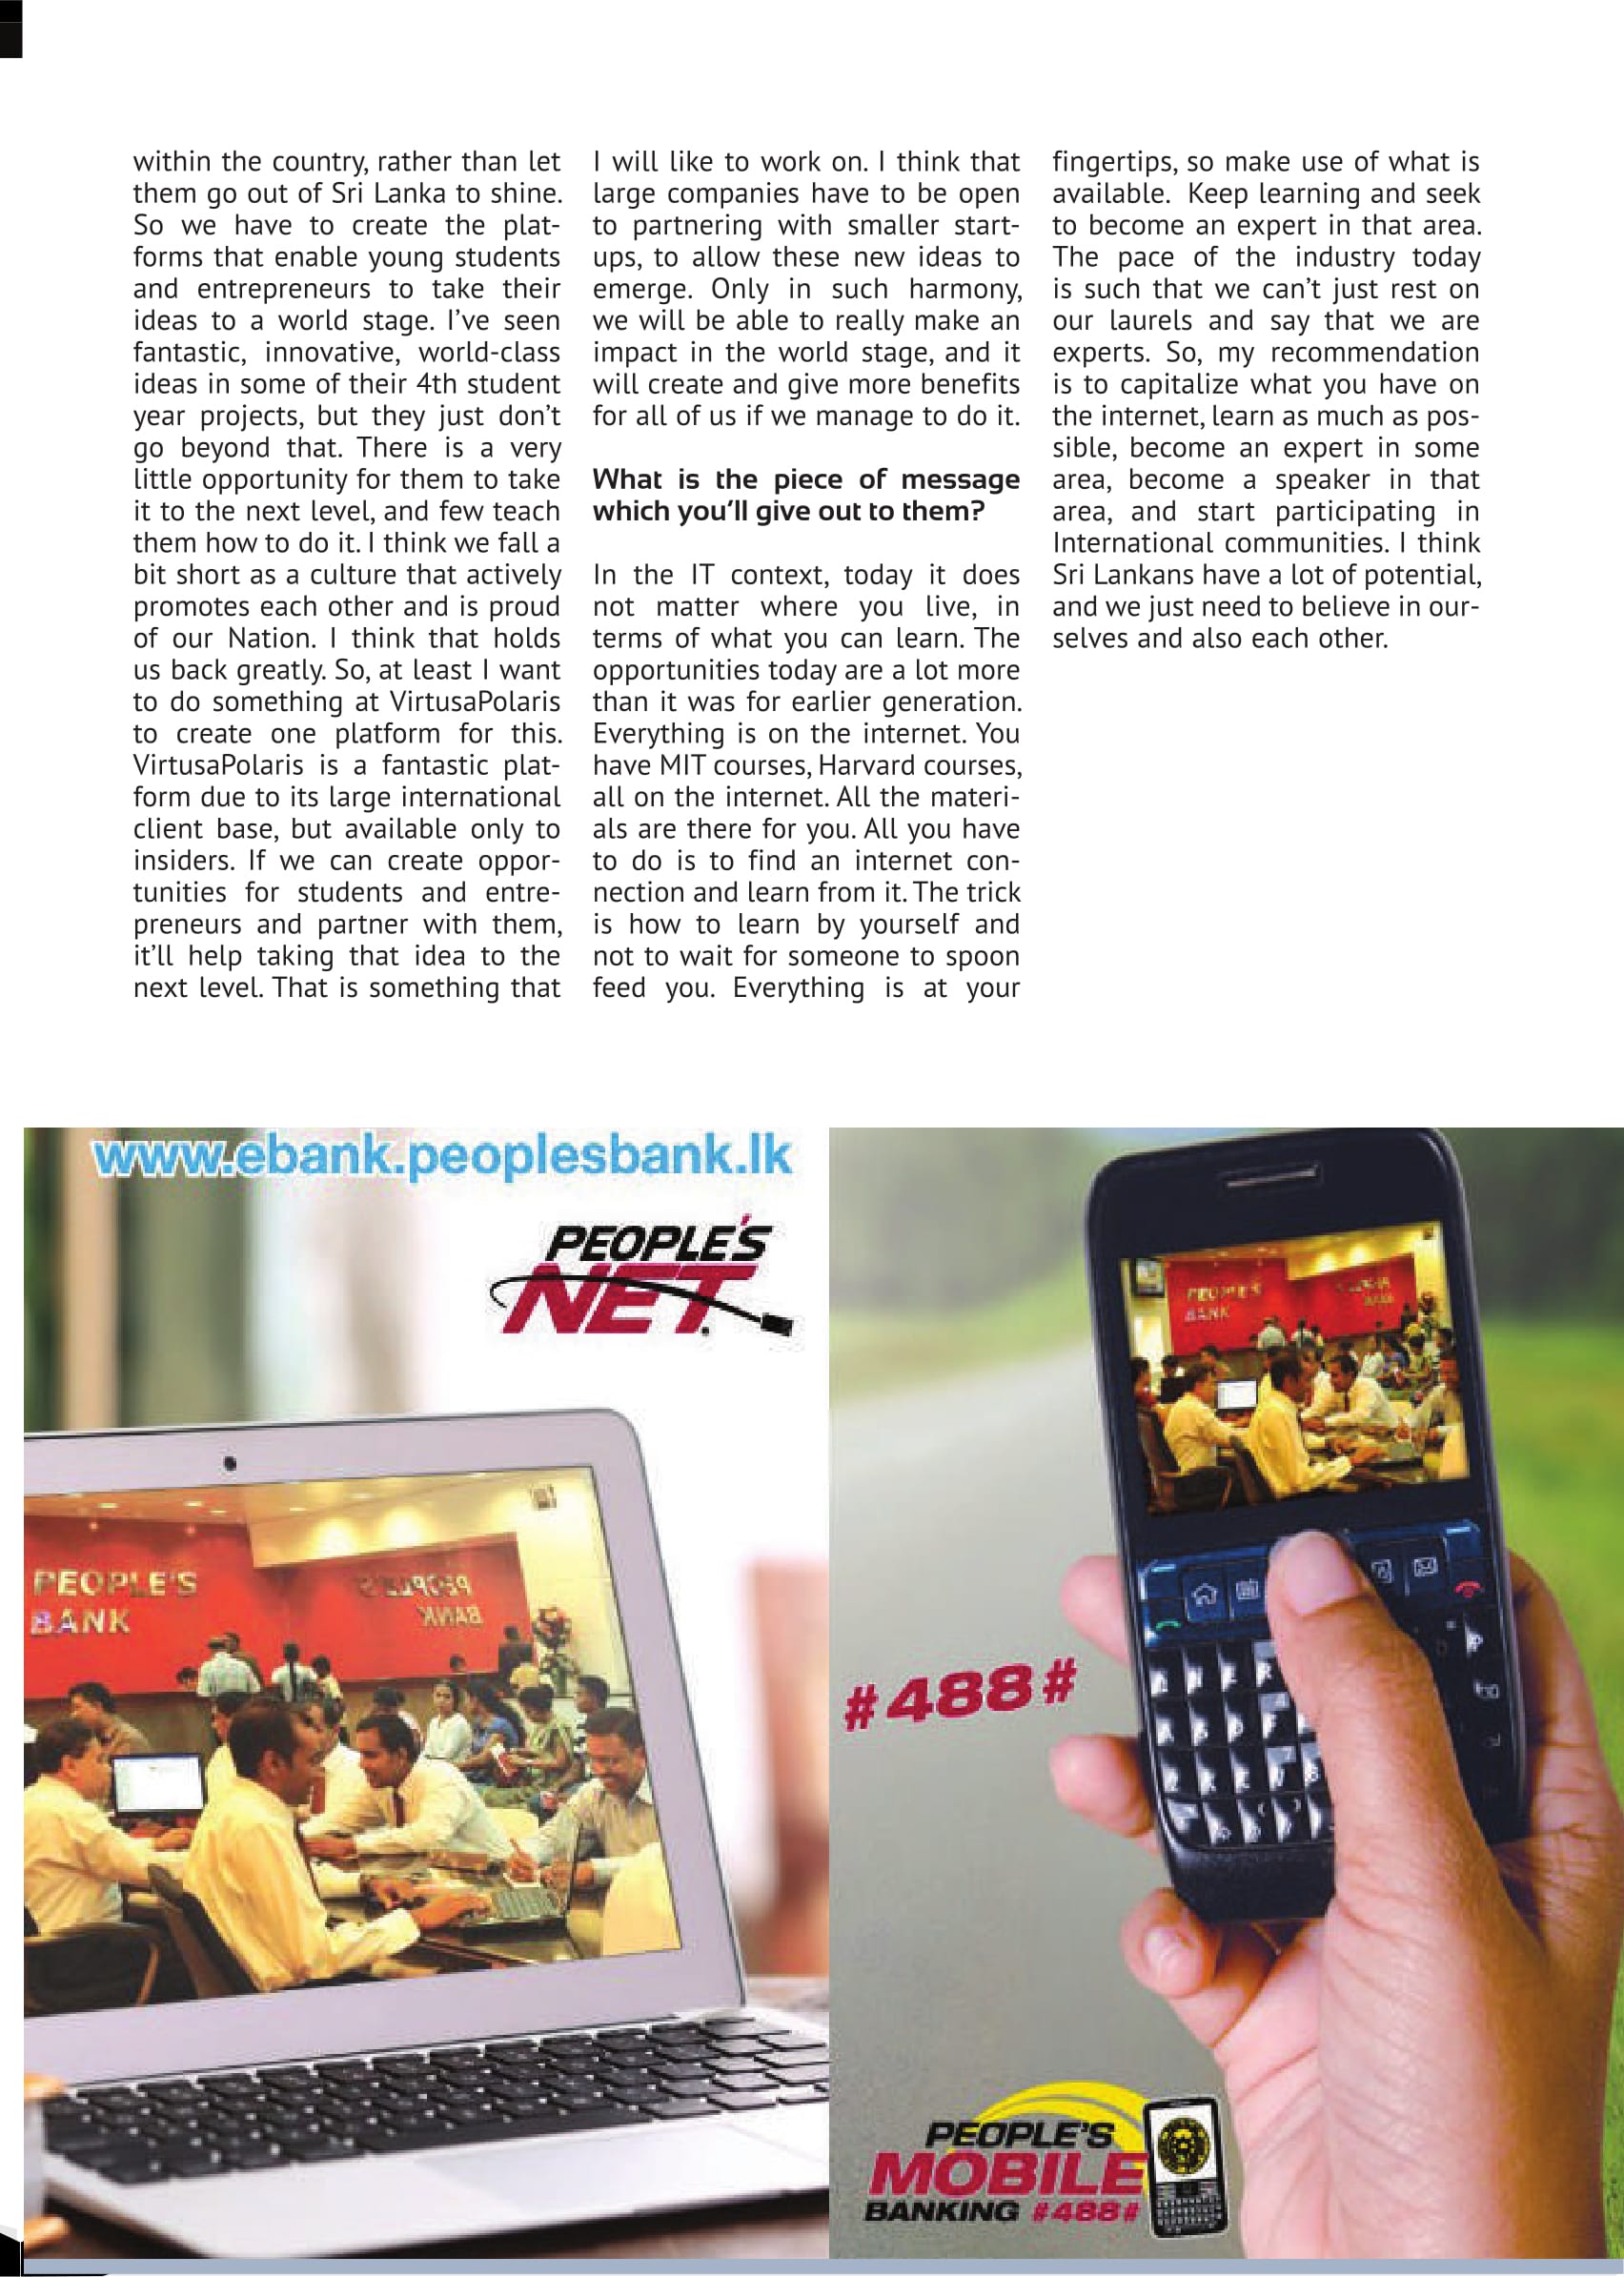 within the country, rather than let
them go out of Sri Lanka to shine.
So we have to create the plat-
forms that enable young students
and entrepreneurs to take their
ideas to a world stage. I've seen
fantastic, innovative, world-class
ideas in some of their 4th student
year projects, but they just don't
go beyond that. There is a very
little opportunity for them to take
it to the next level, and few teach
them how to do it. I think we fall a
bit short as a culture that actively
promotes each other and is proud
of our Nation. I think that holds
us back greatly. So, at least I want
to do something at VirtusaPolaris
to create one platform for this.
VirtusaPolaris is a fantastic plat-
form due to its large international
client base, but available only to
insiders. If we can create oppor-
tunities for students and entre-
preneurs and partner with them,
it'll help taking that idea to the
next level. That is something that
I will like to work on. I think that
large companies have to be open
to partnering with smaller start-
ups, to allow these new ideas to
emerge. Only in such harmony,
we will be able to really make an
impact in the world stage, and it
will create and give more benefits
for all of us if we manage to do it.
What is the piece of message
which you'll give out to them?
In the IT context, today it does
not matter where you live, in
terms of what you can learn. The
opportunities today are a lot more
than it was for earlier generation.
Everything is on the internet. You
have MIT courses, Harvard courses,
all on the internet. All the materi-
als are there for you. All you have
to do is to find an internet con-
nection and learn from it. The trick
is how to learn by yourself and
not to wait for someone to spoon
feed you. Everything is at your
fingertips, so make use of what is
available. Keep learning and seek
to become an expert in that area.
The pace of the industry today
is such that we can't just rest on
our laurels and say that we are
experts. So, my recommendation
is to capitalize what you have on
the internet, learn as much as pos-
sible, become an expert in some
area, become a speaker in that
area, and start participating in
International communities. I think
Sri Lankans have a lot of potential,
and we just need to believe in our-
selves and also each other.
www.ebank.peoplesbank.lk
PEOPLE'S
NET
PEOPLE'S
BANK
PEOPLE'S
BANK
PEOPLE'S
BANK
#488#
PEOPLE'S
MOBILE
BANKING #488#